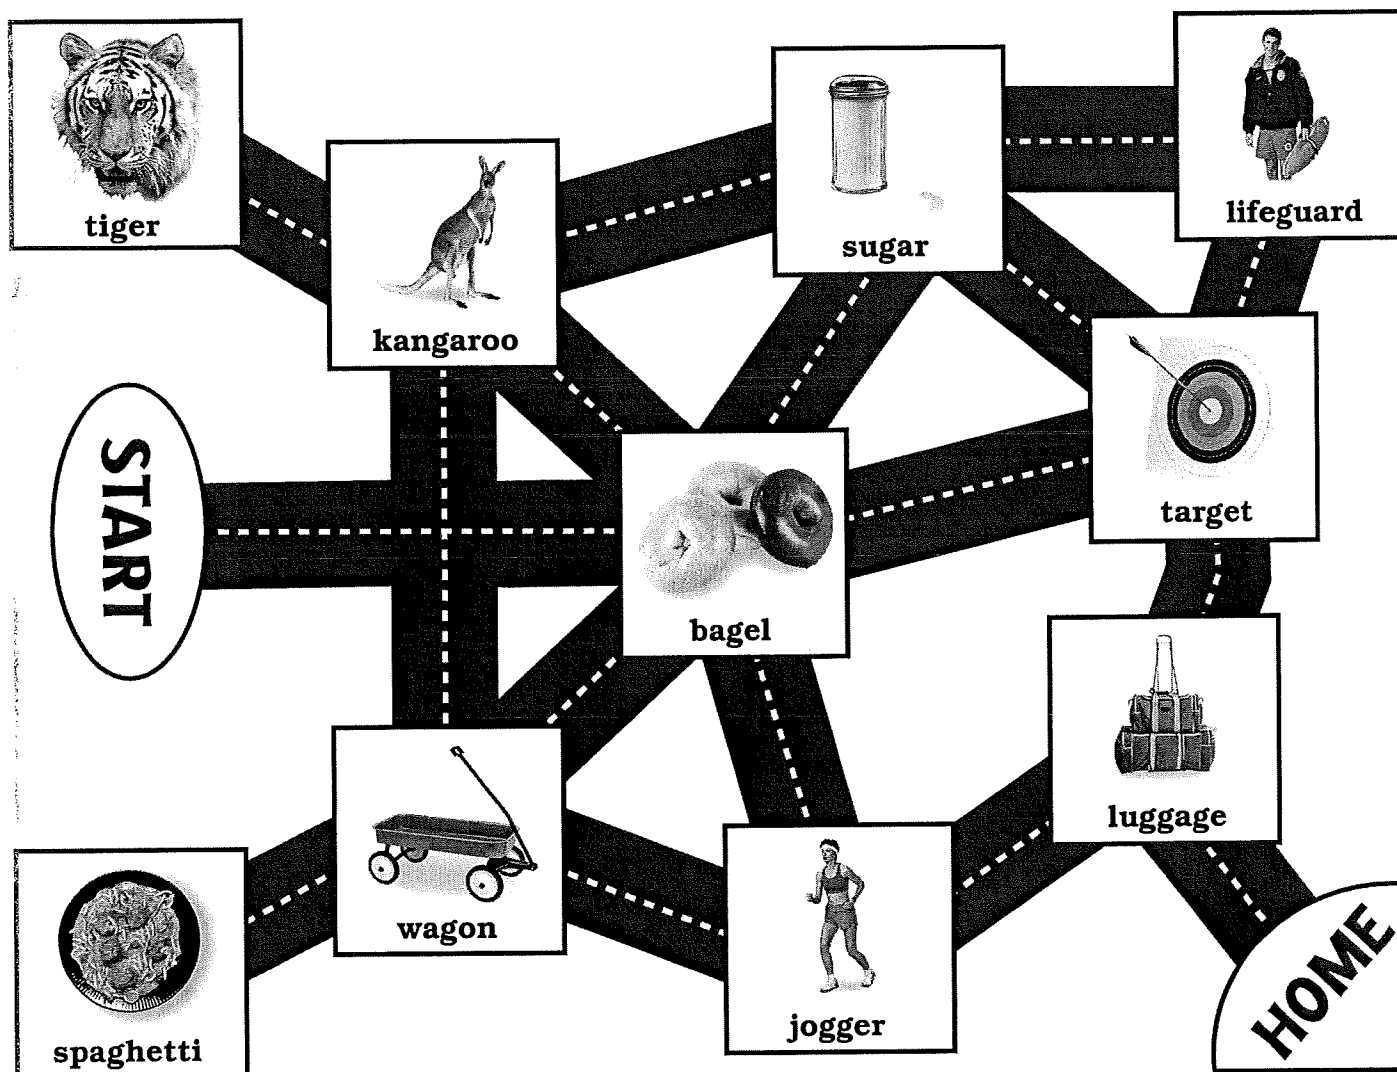 tiger
kangaroo
sugar
lifeguard
START
bagel
target
wagon
luggage
spaghetti
jogger
HOME